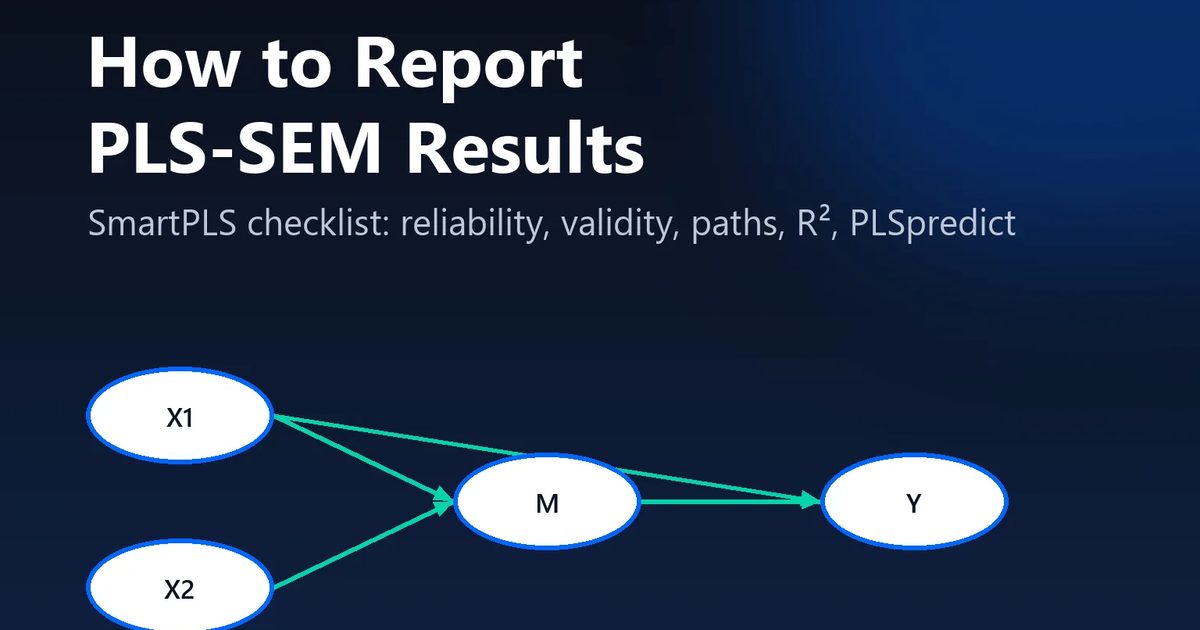 How to Report
PLS-SEM Results
SmartPLS checklist: reliability, validity, paths, R², PLSpredict
X1
M
Y
X2